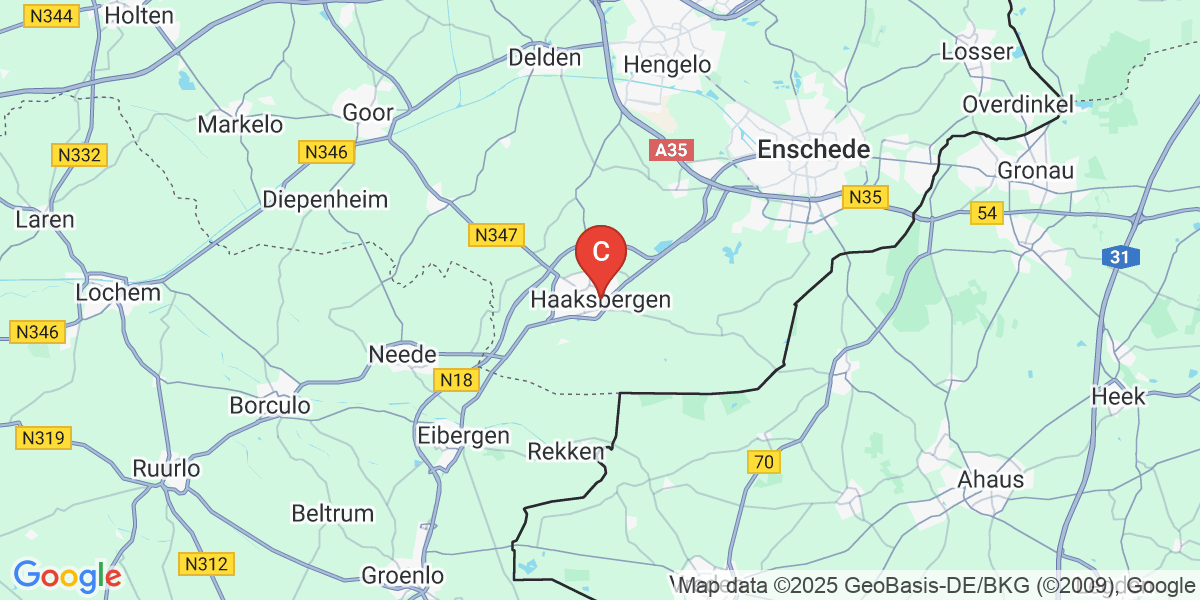 N344
Holten
Delden
Hengelo
Losser
Goor
Overdinkel
Markelo
N332
N346
A35
Enschede
Gronau
Diepenheim
N35
54
Laren
N347
C
31
Lochem
Haaksbergen
N346
Neede
N18
Heek
Borculo
N319
Eibergen
Rekken
70
Ruurlo
Ahaus
Beltrum
N312
Groenlo
Google
Map data ©2025 GeoBasis-DE/BKG (©2009), Google